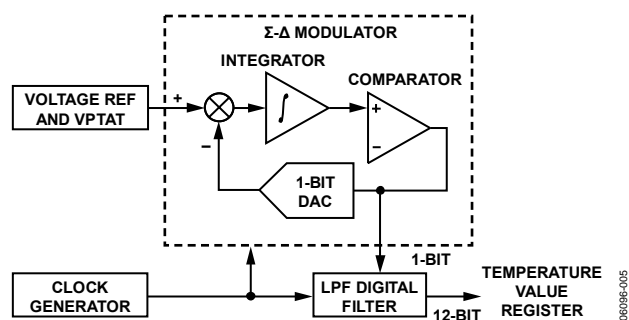 Σ-Δ MODULATOR
INTEGRATOR
COMPARATOR
VOLTAGE REF
AND VPTAT
+
−
∫
+
−
1-BIT
DAC
1-BIT
CLOCK
GENERATOR
LPF DIGITAL
FILTER
12-BIT
TEMPERATURE
VALUE
REGISTER
06096-005